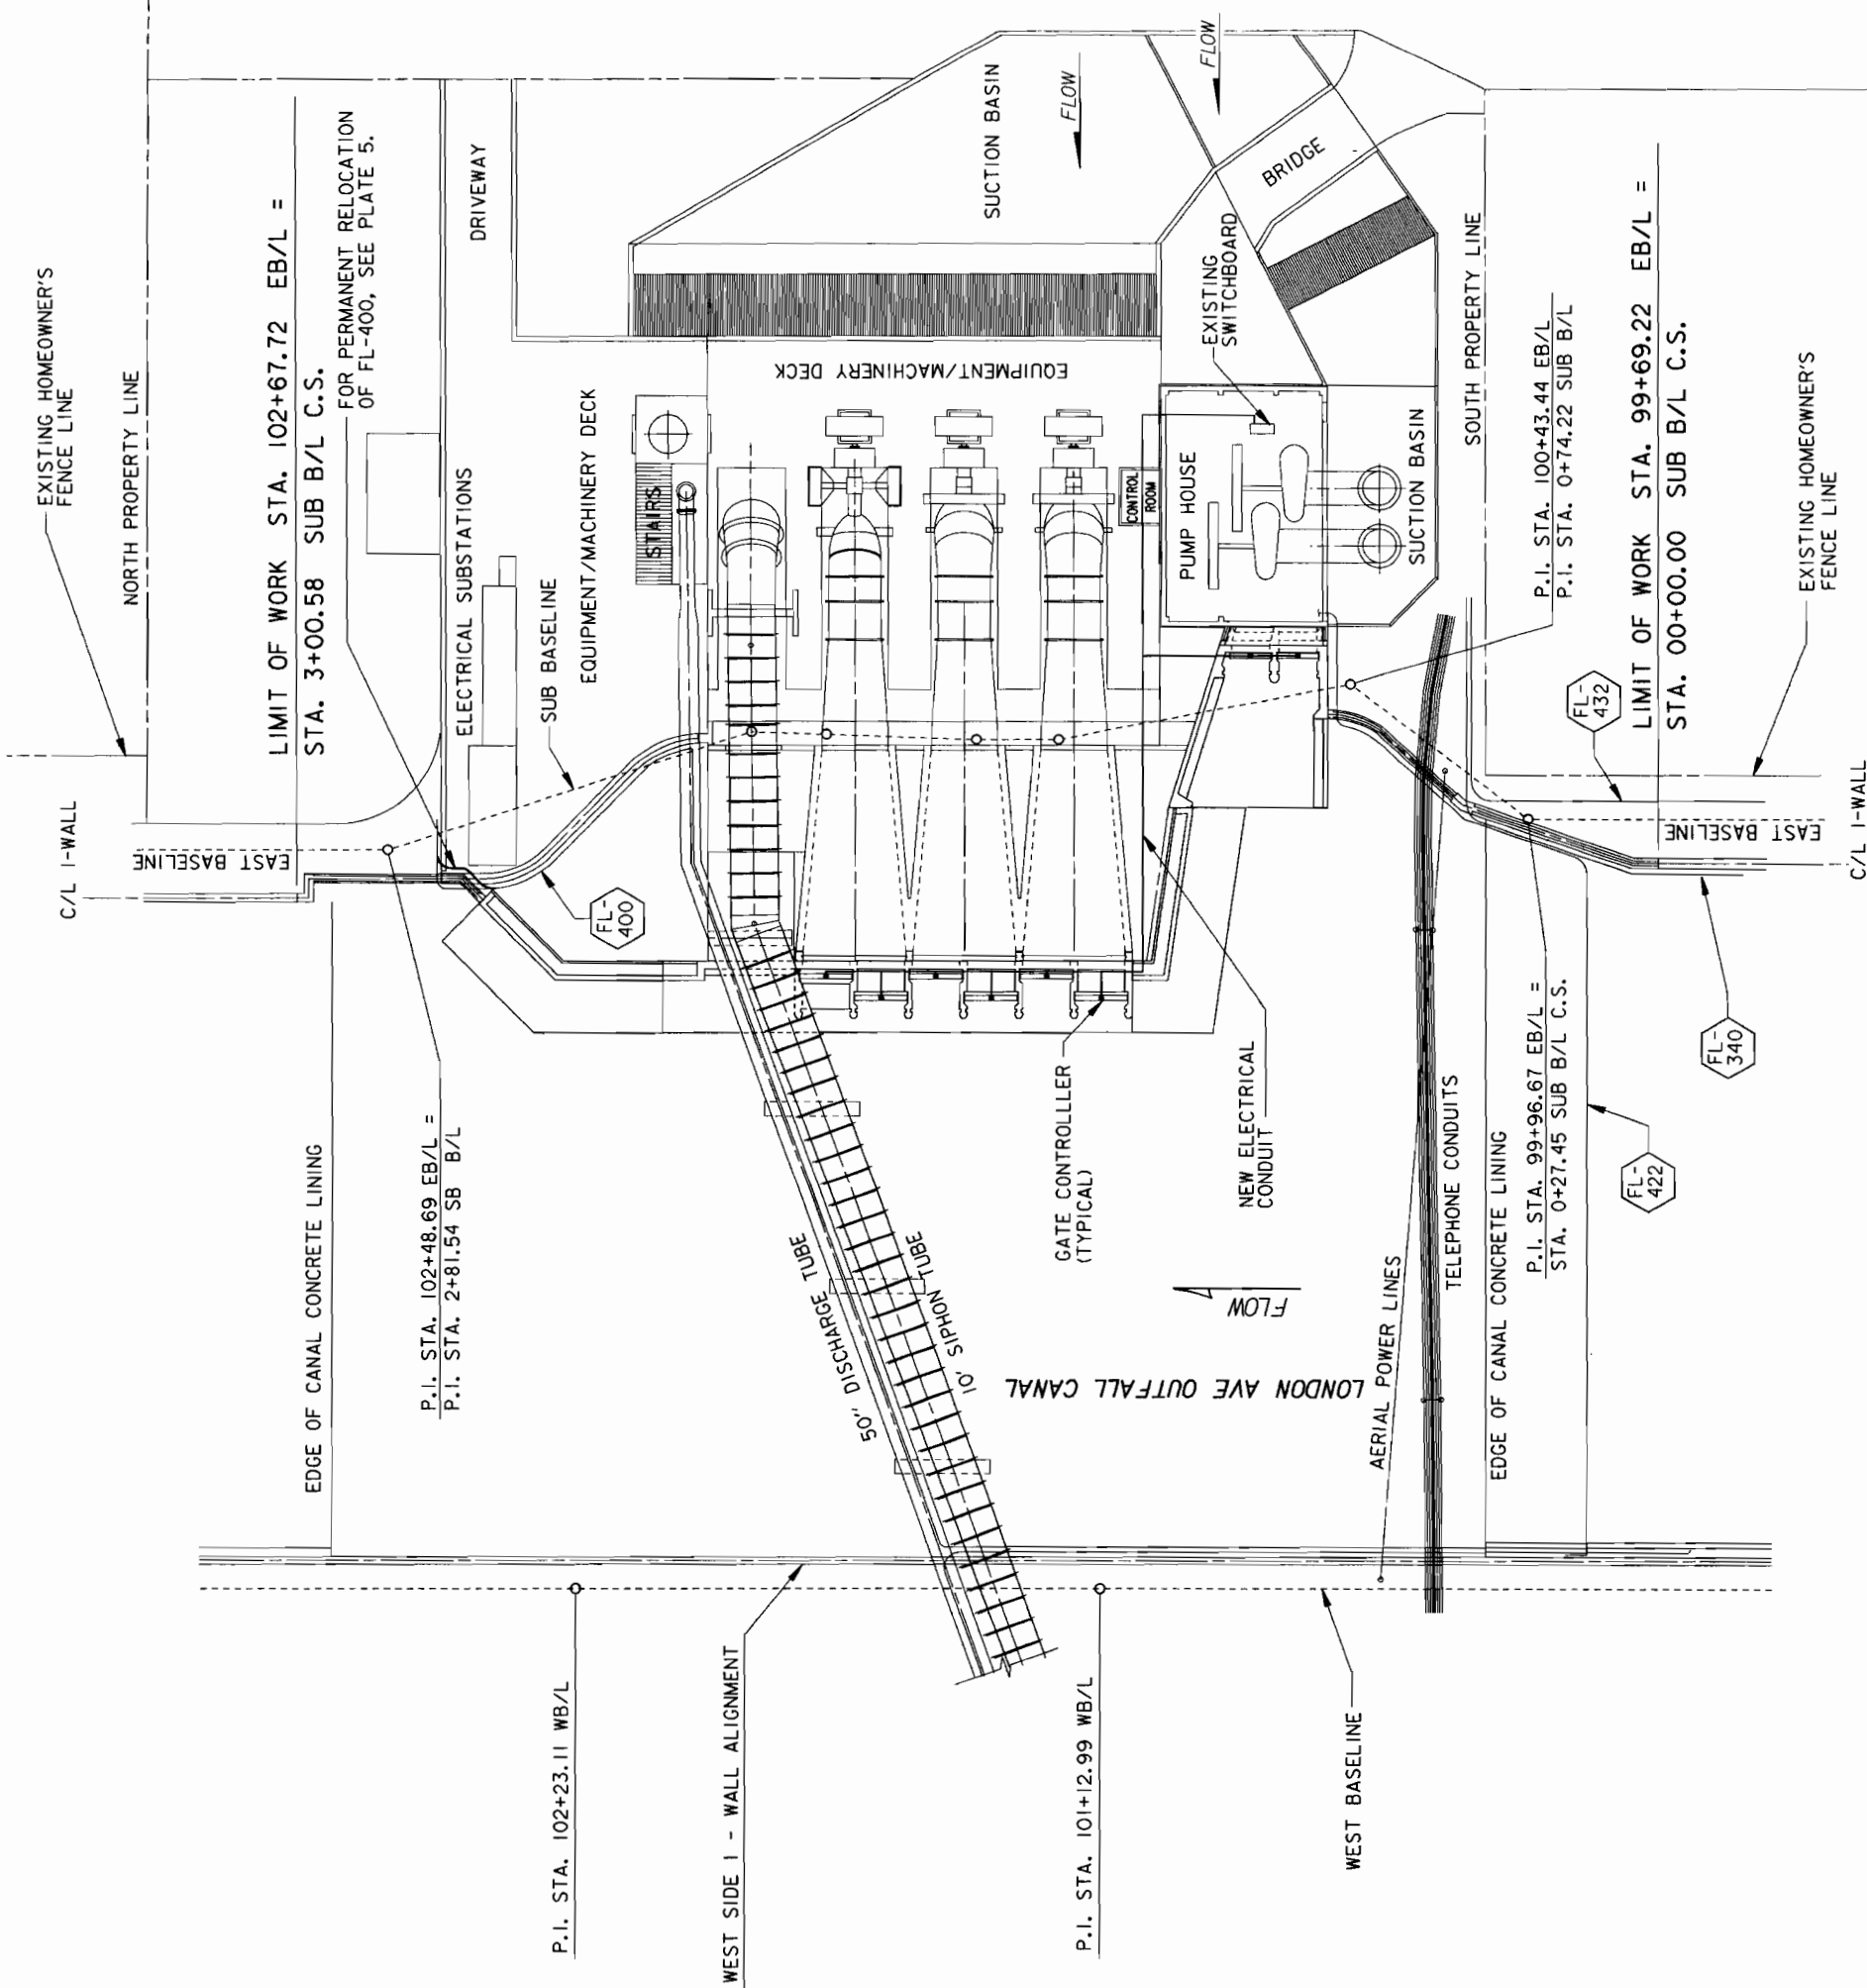 EXISTING HOMEOWNER'S
FENCE LINE
NORTH PROPERTY LINE
C/L I-WALL
EAST BASELINE
LIMIT OF WORK STA. 102+67.72 EB/L =
STA. 3+00.58 SUB B/L C.S.
FOR PERMANENT RELOCATION
OF FL-400, SEE PLATE 5.
DRIVEWAY
ELECTRICAL SUBSTATIONS
SUB BASELINE
EQUIPMENT/MACHINERY DECK
STAIRS
FL-
400
EQUIPMENT/MACHINERY DECK
SUCTION BASIN
FLOW
FLOW
BRIDGE
EXISTING
SWITCHBOARD
CONTROL
ROOM
PUMP HOUSE
SUCTION BASIN
SOUTH PROPERTY LINE
P.I. STA. 100+43.44 EB/L
P.I. STA. 0+74.22 SUB B/L
LIMIT OF WORK STA. 99+69.22 EB/L =
STA. 00+00.00 SUB B/L C.S.
FL-
432
EXISTING HOMEOWNER'S
FENCE LINE
EAST BASELINE
C/L I-WALL
EDGE OF CANAL CONCRETE LINING
P.I. STA. 102+48.69 EB/L =
P.I. STA. 2+81.54 SB B/L
50" DISCHARGE TUBE
10' SIPHON TUBE
GATE CONTROLLLER
(TYPICAL)
NEW ELECTRICAL
CONDUIT
FLOW
LONDON AVE OUTFALL CANAL
AERIAL POWER LINES
TELEPHONE CONDUITS
EDGE OF CANAL CONCRETE LINING
P.I. STA. 99+96.67 EB/L =
STA. 0+27.45 SUB B/L C.S.
FL-
422
FL-
340
P.I. STA. 102+23.11 WB/L
WEST SIDE I - WALL ALIGNMENT
P.I. STA. 101+12.99 WB/L
WEST BASELINE